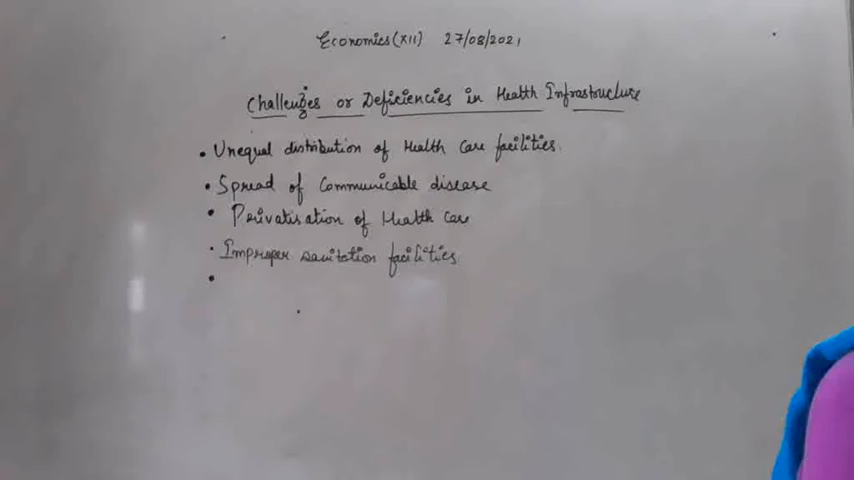 Economics(XII) 27/08/2021
Challenges or Deficiencies in Health Infrastructure
• Unequal distribution of Health Care facilities.
• Spread of Communicable disease
• Privatisation of Health Care
• Improper sanitation facilities
•